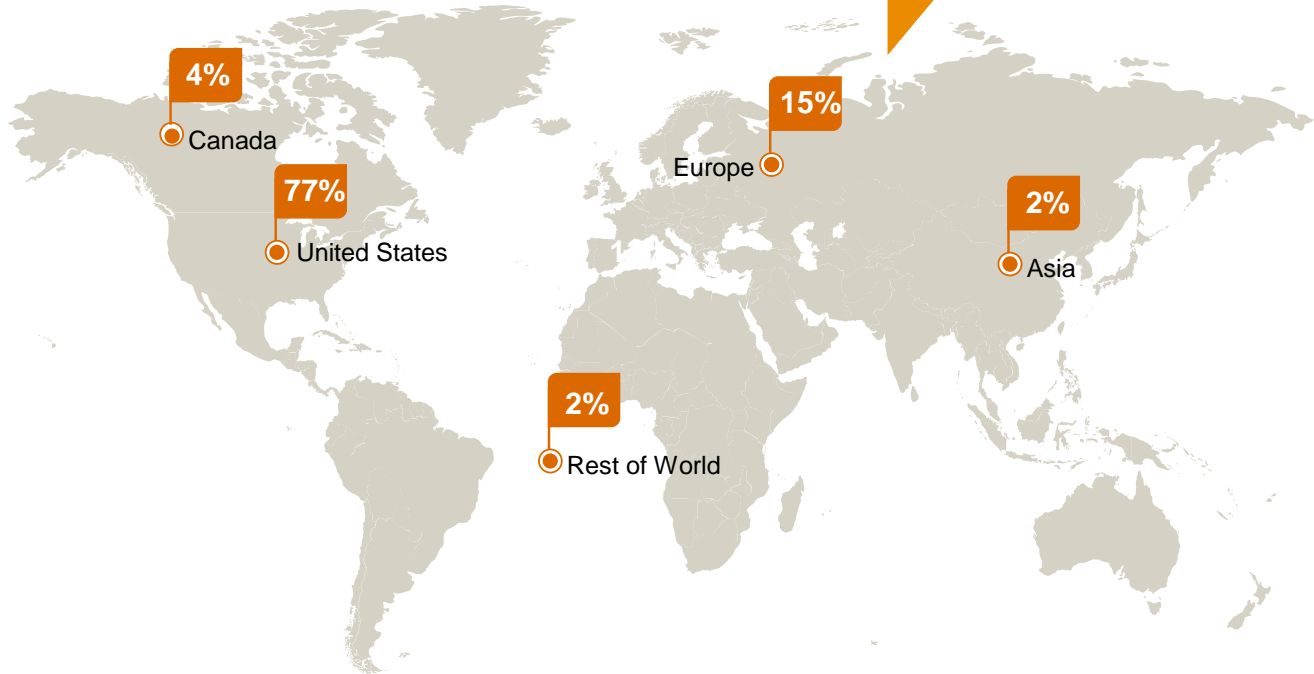 4%
Canada
77%
United States
15%
Europe
2%
Asia
2%
Rest of World